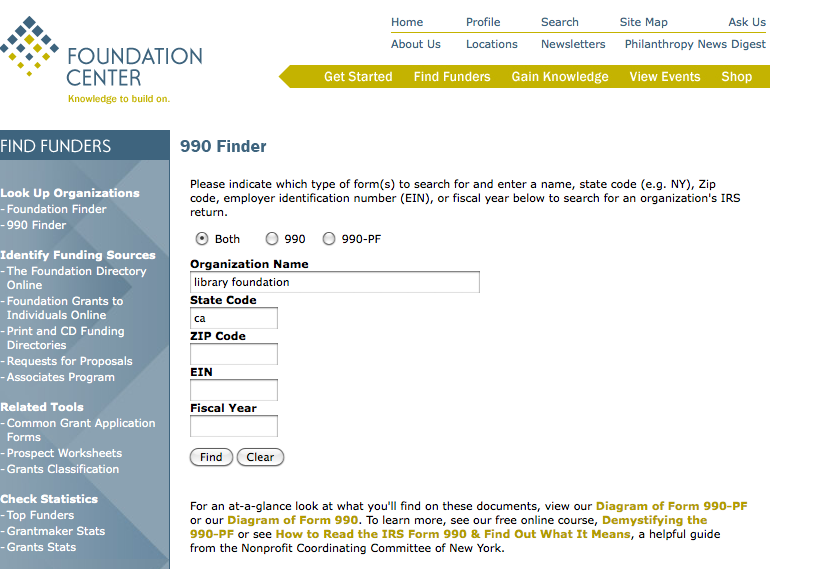 FOUNDATION
CENTER
Knowledge to build on.
Home Profile Search Site Map Ask Us
About Us Locations Newsletters Philanthropy News Digest
Get Started Find Funders Gain Knowledge View Events Shop
FIND FUNDERS
Look Up Organizations
-Foundation Finder
-990 Finder
Identify Funding Sources
-The Foundation Directory
Online
-Foundation Grants to
Individuals Online
-Print and CD Funding
Directories
-Requests for Proposals
-Associates Program
Related Tools
-Common Grant Application
Forms
-Prospect Worksheets
-Grants Classification
Check Statistics
-Top Funders
-Grantmaker Stats
-Grants Stats
990 Finder
Please indicate which type of form(s) to search for and enter a name, state code (e.g. NY), Zip
code, employer identification number (EIN), or fiscal year below to search for an organization's IRS
return.
Both 990 990-PF
Organization Name
library foundation
State Code
ca
ZIP Code
EIN
Fiscal Year
Find Clear
For an at-a-glance look at what you'll find on these documents, view our Diagram of Form 990-PF
or our Diagram of Form 990. To learn more, see our free online course, Demystifying the
990-PF or see How to Read the IRS Form 990 & Find Out What It Means, a helpful guide
from the Nonprofit Coordinating Committee of New York.